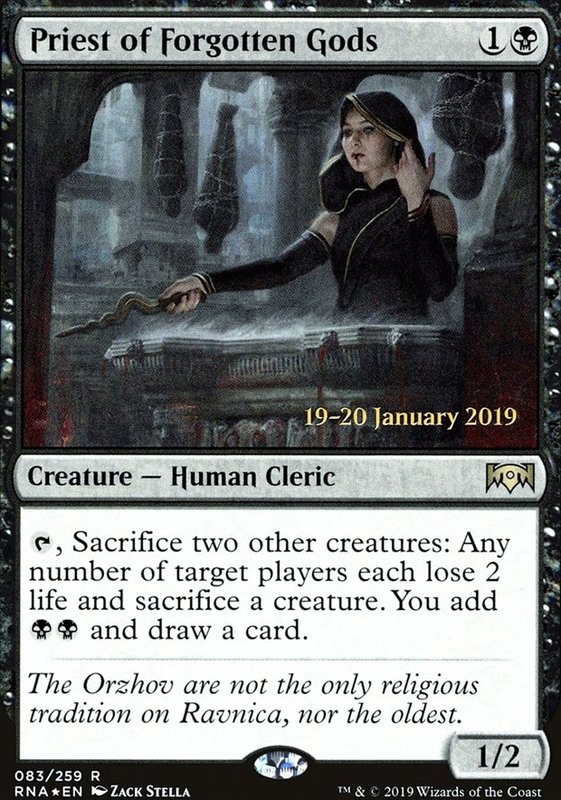 Priest of Forgotten Gods 1
19-20 January 2019
Creature — Human Cleric
, Sacrifice two other creatures: Any
number of target players each lose 2
life and sacrifice a creature. You add
and draw a card.
The Orzhov are not the only religious
tradition on Ravnica, nor the oldest.
1/2
083/259 R
RNA★EN Zack Stella
™ & © 2019 Wizards of the Coast